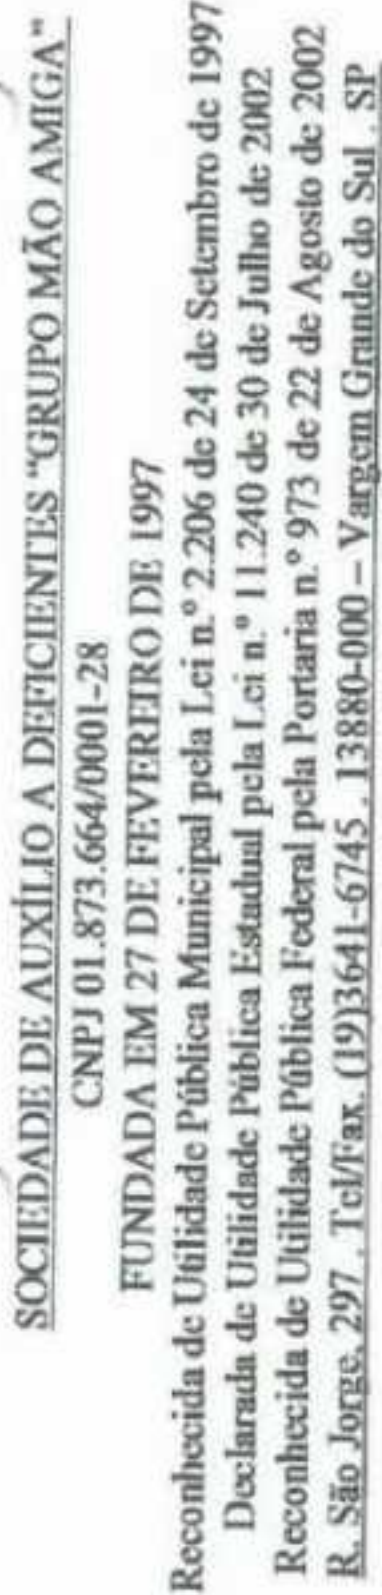 SOCIEDADE DE AUXÍLIO A DEFICIENTES "GRUPO MÃO AMIGA"
CNPJ 01.873.664/0001-28
FUNDADA EM 27 DE FEVEREIRO DE 1997
Reconhecida de Utilidade Pública Municipal pela Lei n.º 2.206 de 24 de Setembro de 1997
Declarada de Utilidade Pública Estadual pela Lei n.º 11.240 de 30 de Julho de 2002
Reconhecida de Utilidade Pública Federal pela Portaria n.º 973 de 22 de Agosto de 2002
R. São Jorge, 297 . Tel/Fax. (19)3641-6745 . 13880-000 – Vargem Grande do Sul . SP